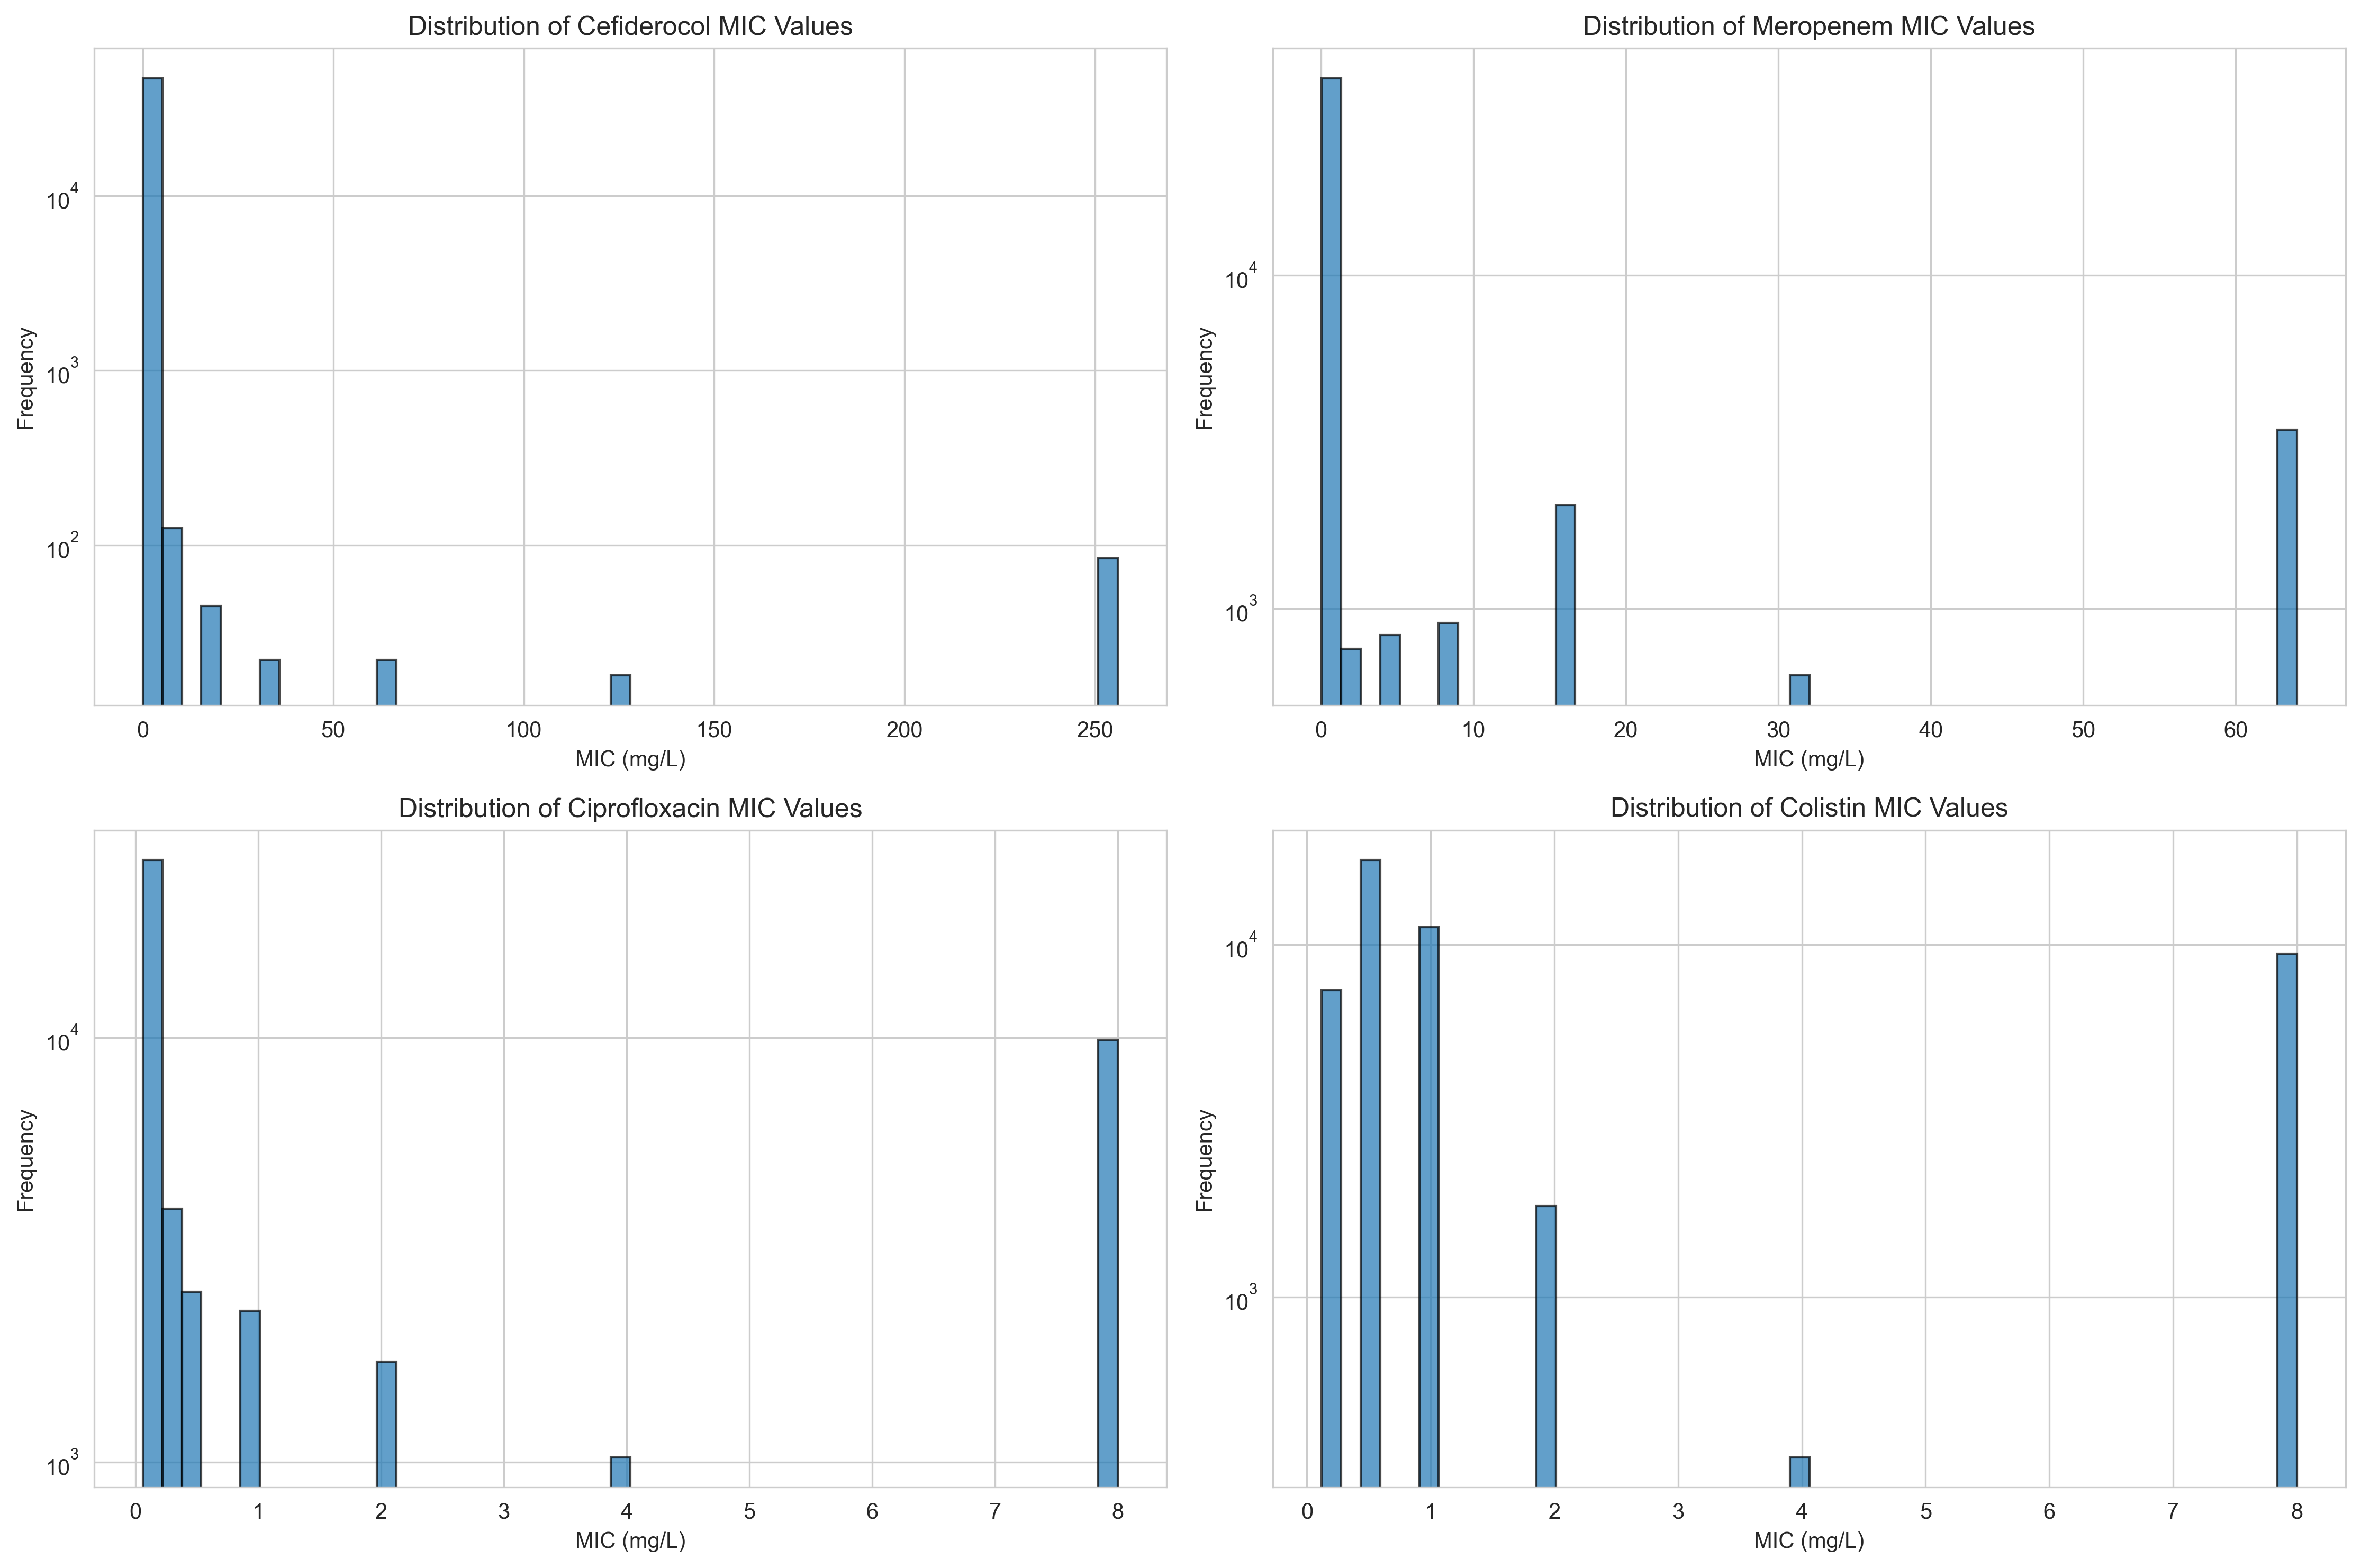 Distribution of Cefiderocol MIC Values
Frequency
10^4
10^3
10^2
0 50 100 150 200 250
MIC (mg/L)
Distribution of Meropenem MIC Values
Frequency
10^4
10^3
0 10 20 30 40 50 60
MIC (mg/L)
Distribution of Ciprofloxacin MIC Values
Frequency
10^4
10^3
0 1 2 3 4 5 6 7 8
MIC (mg/L)
Distribution of Colistin MIC Values
Frequency
10^4
10^3
0 1 2 3 4 5 6 7 8
MIC (mg/L)